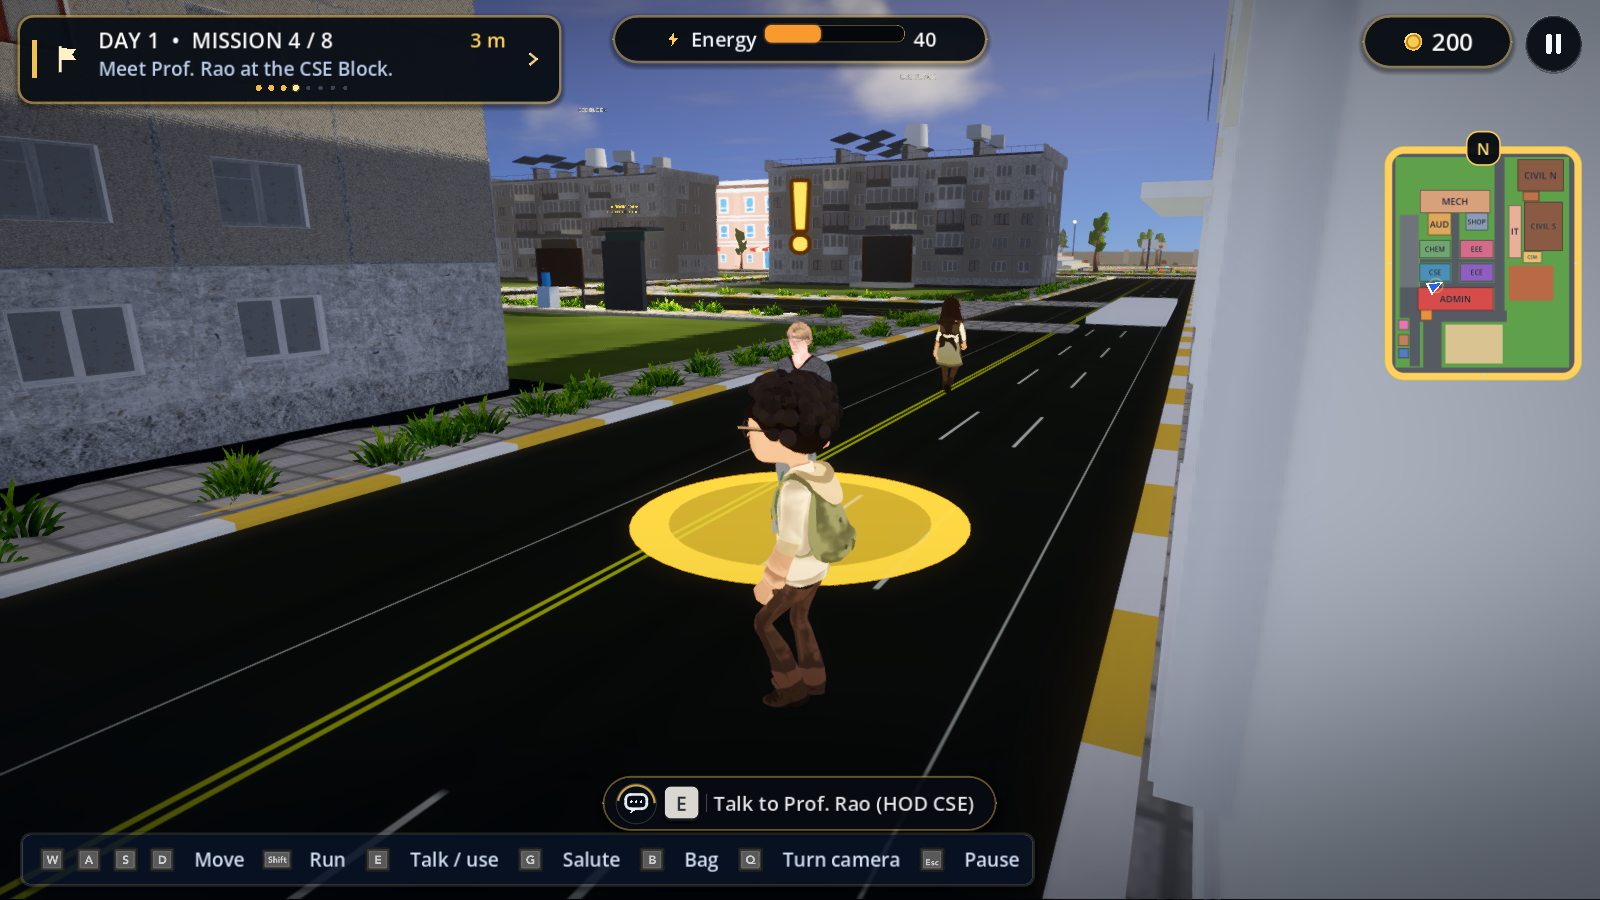 DAY 1 • MISSION 4 / 8
3 m
Meet Prof. Rao at the CSE Block.
Energy
40
200
N
CIVIL N
MECH
AUD
SHOP
IT
CIVIL S
CHEM
EEE
CSE
ECE
ADMIN
E
Talk to Prof. Rao (HOD CSE)
W A S D Move Shift Run E Talk / use G Salute B Bag Q Turn camera Esc Pause